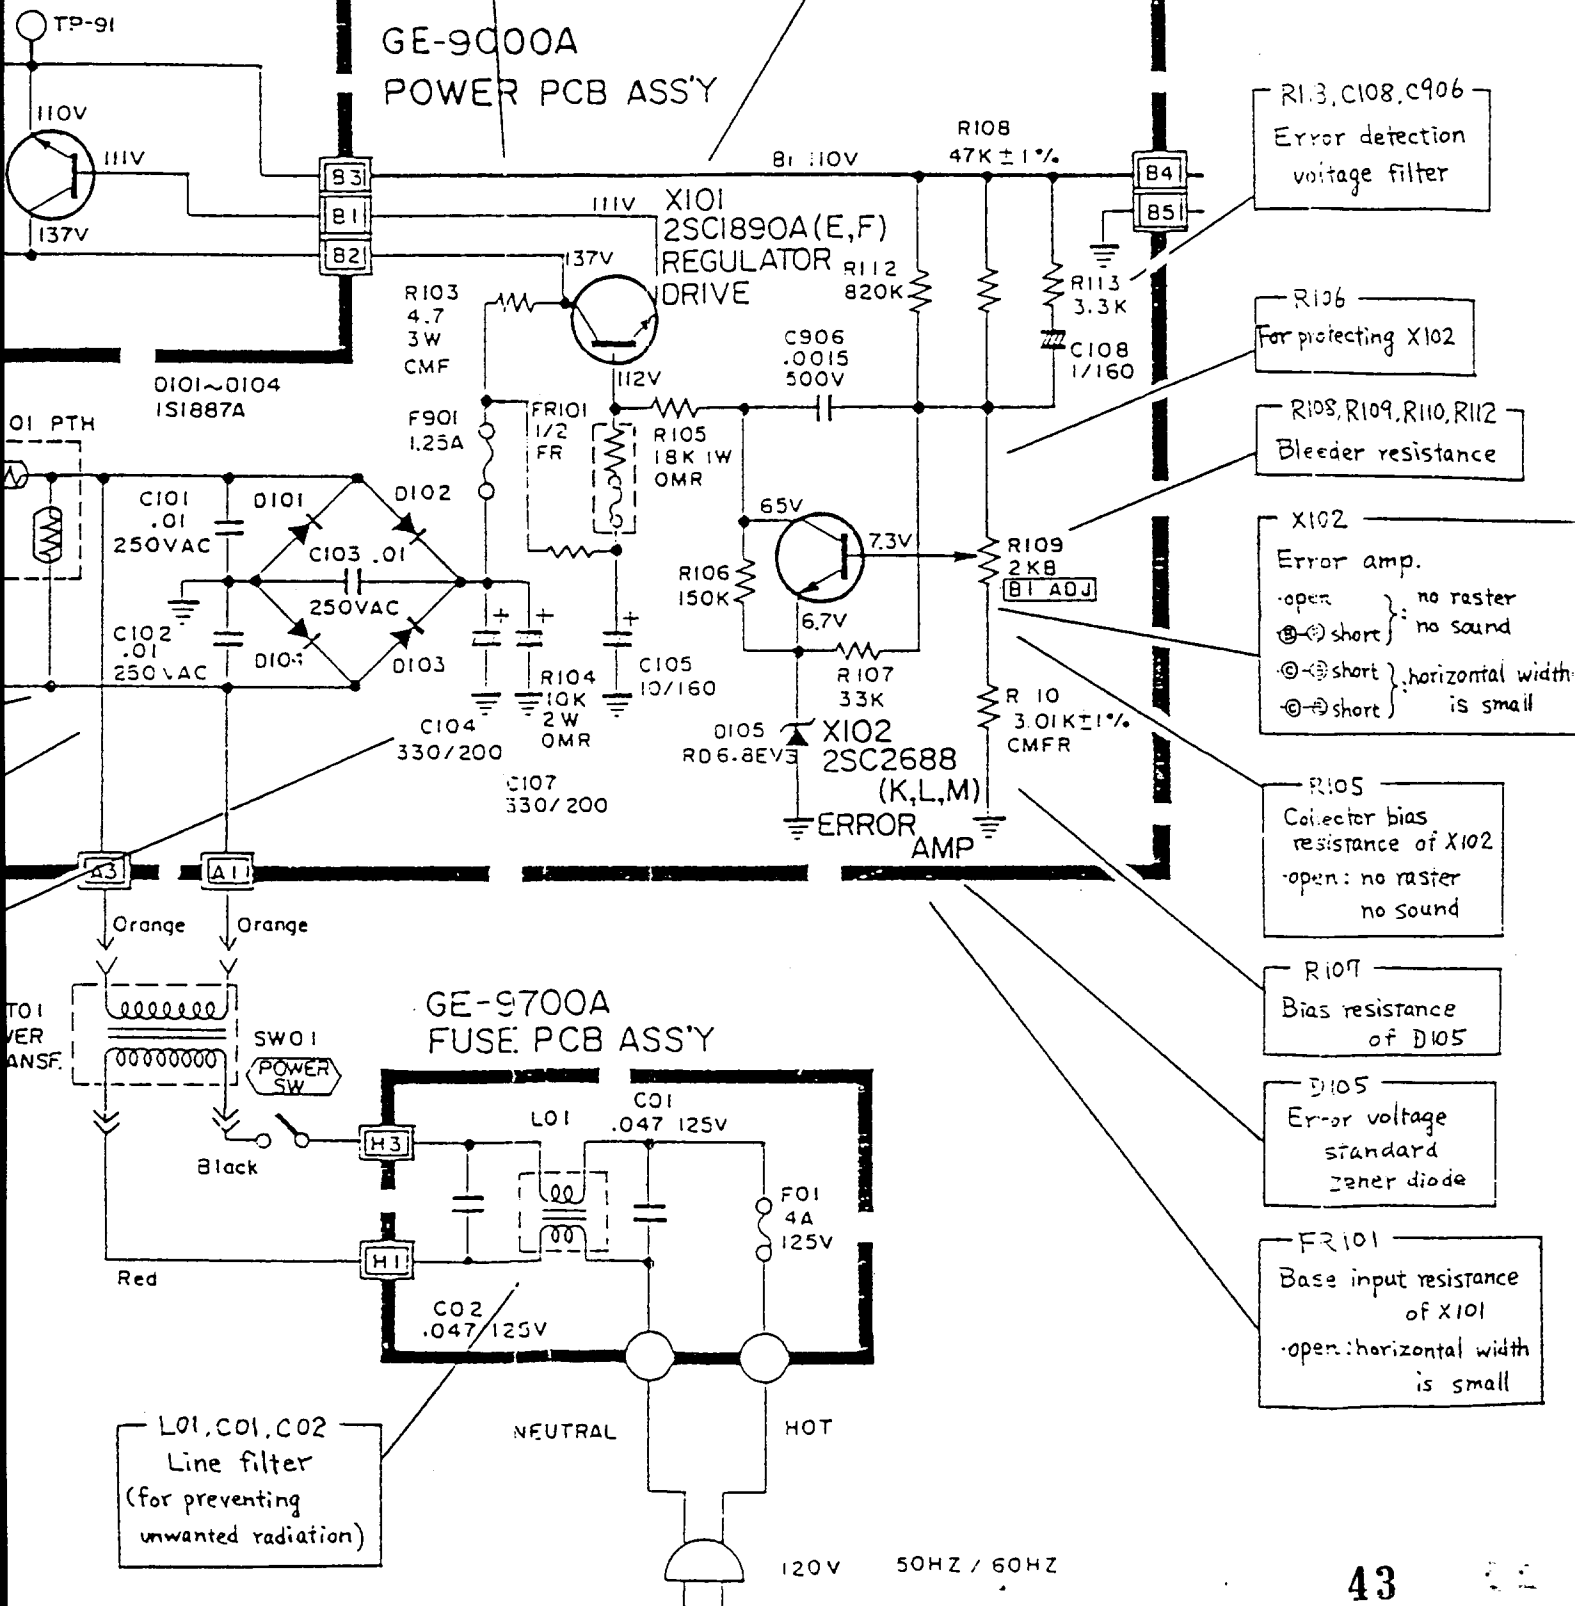 TP-91
GE-9000A
POWER PCB ASS'Y
110V
111V
137V
B3
B1
B2
B1 110V
R108
47K ±1%
B4
B5
111V
X101
2SC1890A(E,F)
REGULATOR
DRIVE
137V
112V
R103
4.7
3W
CMF
R112
820K
R113
3.3K
C108
1/160
C906
.0015
500V
D101~D104
1S1887A
01 PTH
F901
1.25A
FR101
1/2
FR
R105
18K 1W
OMR
C101
.01
250VAC
D101
D102
C103 .01
250VAC
C102
.01
250VAC
D103
65V
7.3V
6.7V
R106
150K
R109
2KB
B1 ADJ
R107
33K
R 10
3.01K±1%
CMFR
C104
330/200
R104
10K
2W
OMR
C105
10/160
C107
330/200
D105
RD6.8EV3
X102
2SC2688
(K,L,M)
ERROR
AMP
A3
A1
Orange
Orange
T01
WER
ANSF.
SW01
POWER
SW
Black
Red
GE-9700A
FUSE PCB ASS'Y
H3
H1
L01
C01
.047 125V
F01
4A
125V
C02
.047/125V
NEUTRAL
HOT
120V 50HZ / 60HZ
L01, C01, C02
Line filter
(for preventing
unwanted radiation)
R113, C108, C906
Error detection
voltage filter
R106
For protecting X102
R108, R109, R110, R112
Bleeder resistance
X102
Error amp.
·open
Ⓑ-Ⓔ short } : no raster no sound
·Ⓒ-Ⓑ short
·Ⓒ-Ⓔ short } : horizontal width is small
R105
Collector bias
resistance of X102
·open: no raster
no sound
R107
Bias resistance
of D105
D105
Error voltage
standard
zener diode
FR101
Base input resistance
of X101
·open: horizontal width
is small
43